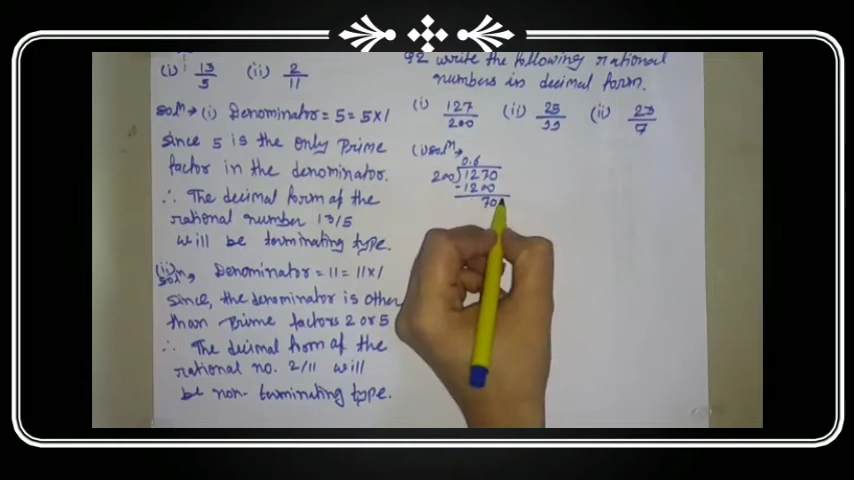 (i) 13/5 (ii) 2/11
Solⁿ→ (i) Denominator = 5 = 5×1
since 5 is the only prime
factor in the denominator.
∴ The decimal form of the
rational number 13/5
will be terminating type.
(ii) Solⁿ→ Denominator = 11 = 11×1
since, the denominator is other
than prime factors 2 or 5
∴ The decimal from of the
rational no. 2/11 will
be non-terminating type.
Q2 write the following rational
numbers in decimal form.
(i) 127/200 (ii) 25/99 (ii) 23/7
(i) Solⁿ→
0.6
200)1270
-1200
70